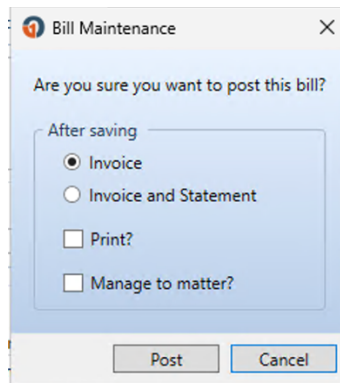 Bill Maintenance
Are you sure you want to post this bill?
After saving
Invoice
Invoice and Statement
Print?
Manage to matter?
Post Cancel